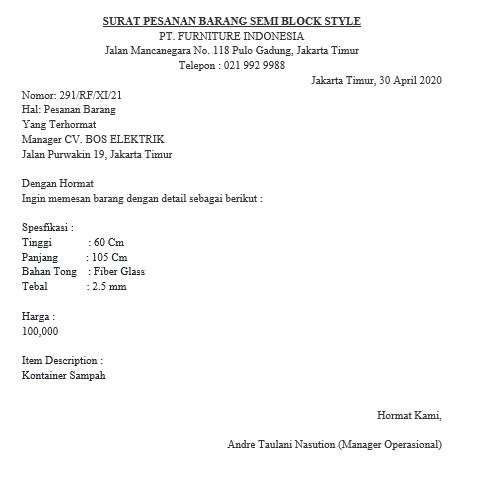 SURAT PESANAN BARANG SEMI BLOCK STYLE
PT. FURNITURE INDONESIA
Jalan Mancanegara No. 118 Pulo Gadung, Jakarta Timur
Telepon : 021 992 9988
Jakarta Timur, 30 April 2020
Nomor: 291/RF/XI/21
Hal: Pesanan Barang
Yang Terhormat
Manager CV. BOS ELEKTRIK
Jalan Purwakin 19, Jakarta Timur
Dengan Hormat
Ingin memesan barang dengan detail sebagai berikut :
Spesfikasi :
Tinggi : 60 Cm
Panjang : 105 Cm
Bahan Tong : Fiber Glass
Tebal : 2.5 mm
Harga :
100,000
Item Description :
Kontainer Sampah
Hormat Kami,
Andre Taulani Nasution (Manager Operasional)